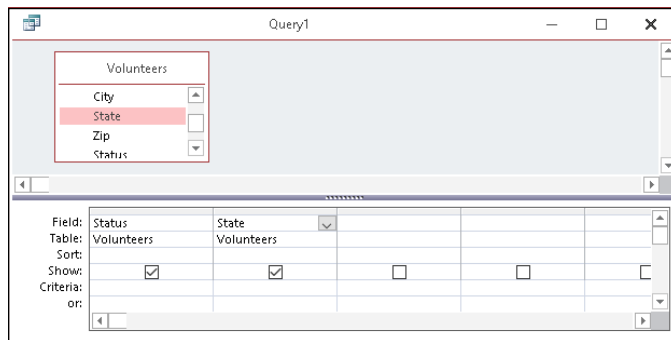 Query1
Volunteers
City
State
Zip
Status
Field: Status State
Table: Volunteers Volunteers
Sort:
Show:
Criteria:
or: